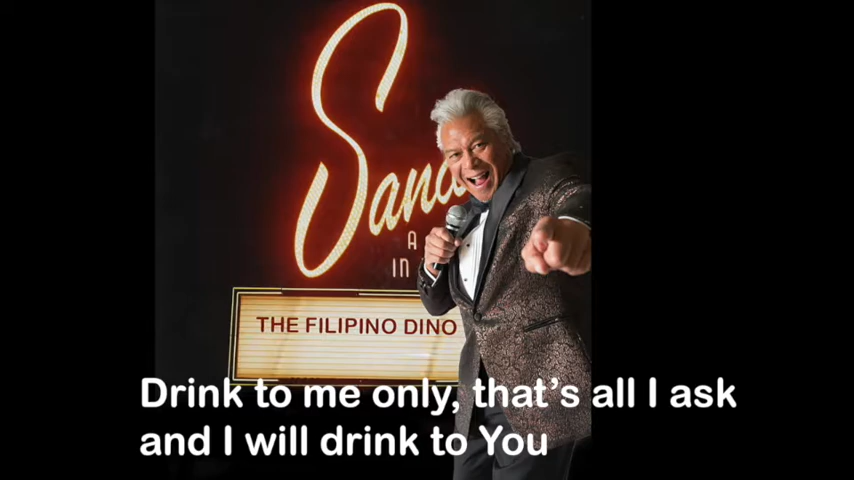 Sand
A
IN
THE FILIPINO DINO
Drink to me only, that's all I ask
and I will drink to You